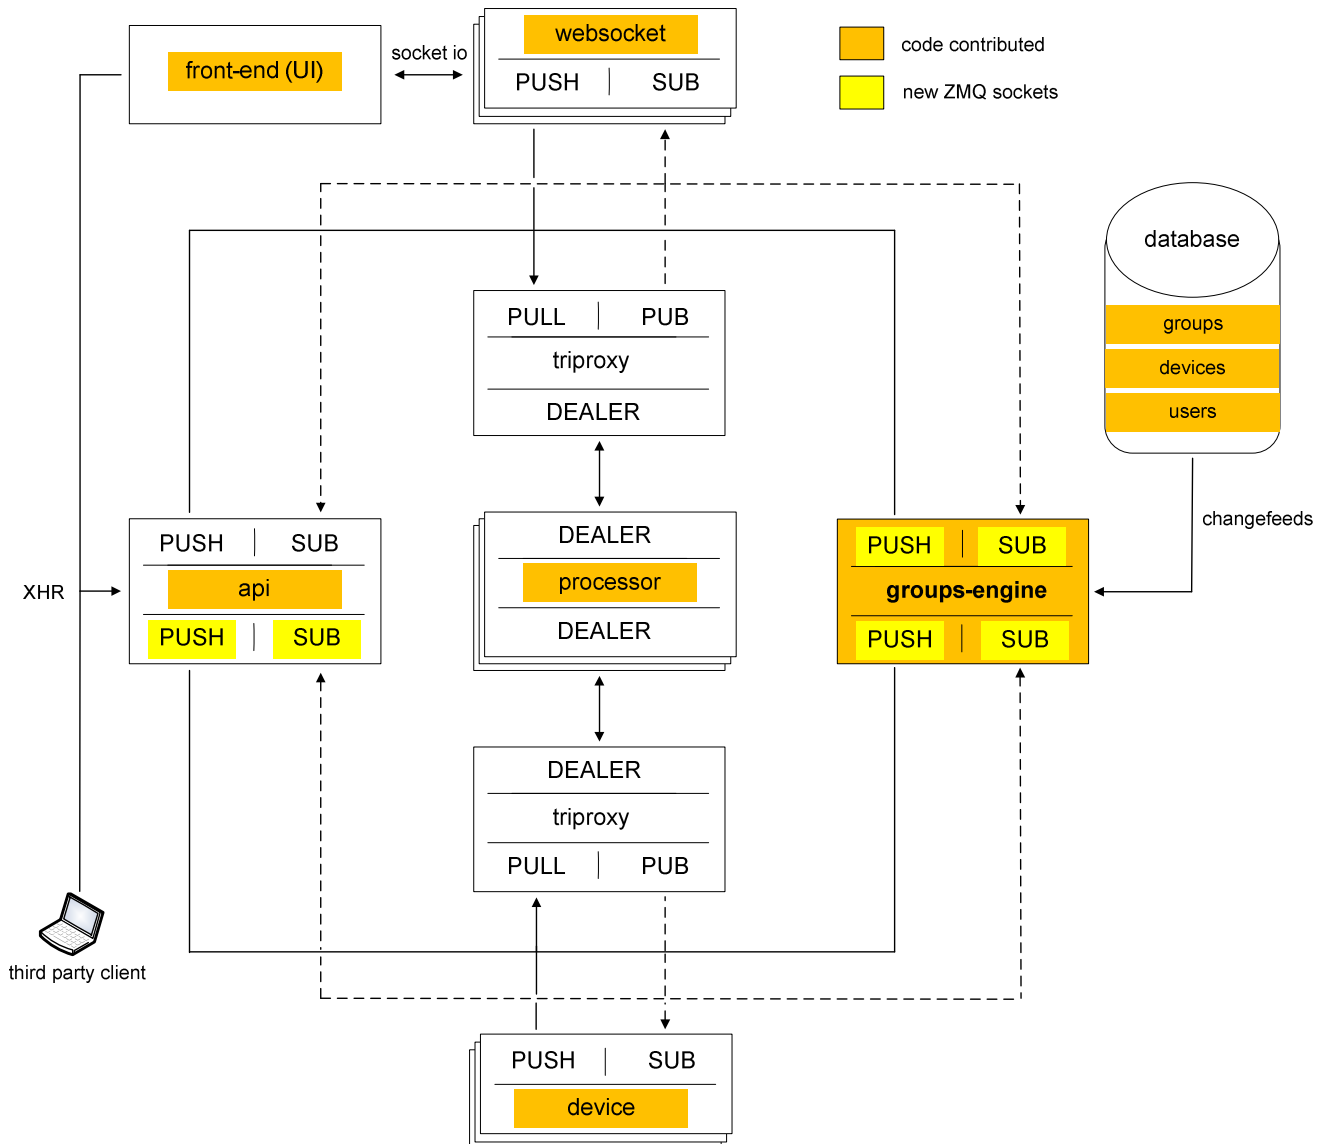 websocket
code contributed
socket io
front-end (UI)
PUSH | SUB
new ZMQ sockets
database
PULL | PUB
groups
triproxy
devices
DEALER
users
changefeeds
PUSH | SUB
DEALER
PUSH | SUB
api
processor
groups-engine
XHR
PUSH | SUB
DEALER
PUSH | SUB
DEALER
triproxy
PULL | PUB
third party client
PUSH | SUB
device